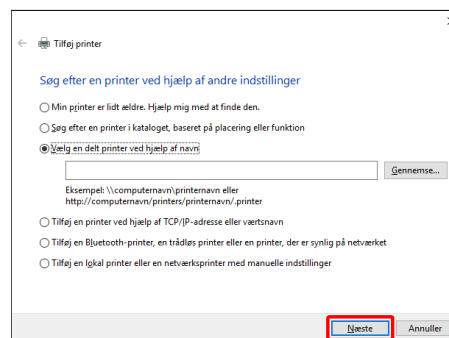 Tilføj printer
Søg efter en printer ved hjælp af andre indstillinger
Min printer er lidt ældre. Hjælp mig med at finde den.
Søg efter en printer i kataloget, baseret på placering eller funktion
Vælg en delt printer ved hjælp af navn
Gennemse...
Eksempel: \\computernavn\printernavn eller
http://computernavn/printers/printernavn/.printer
Tilføj en printer ved hjælp af TCP/IP-adresse eller værtsnavn
Tilføj en Bluetooth-printer, en trådløs printer eller en printer, der er synlig på netværket
Tilføj en lokal printer eller en netværksprinter med manuelle indstillinger
Næste Annuller